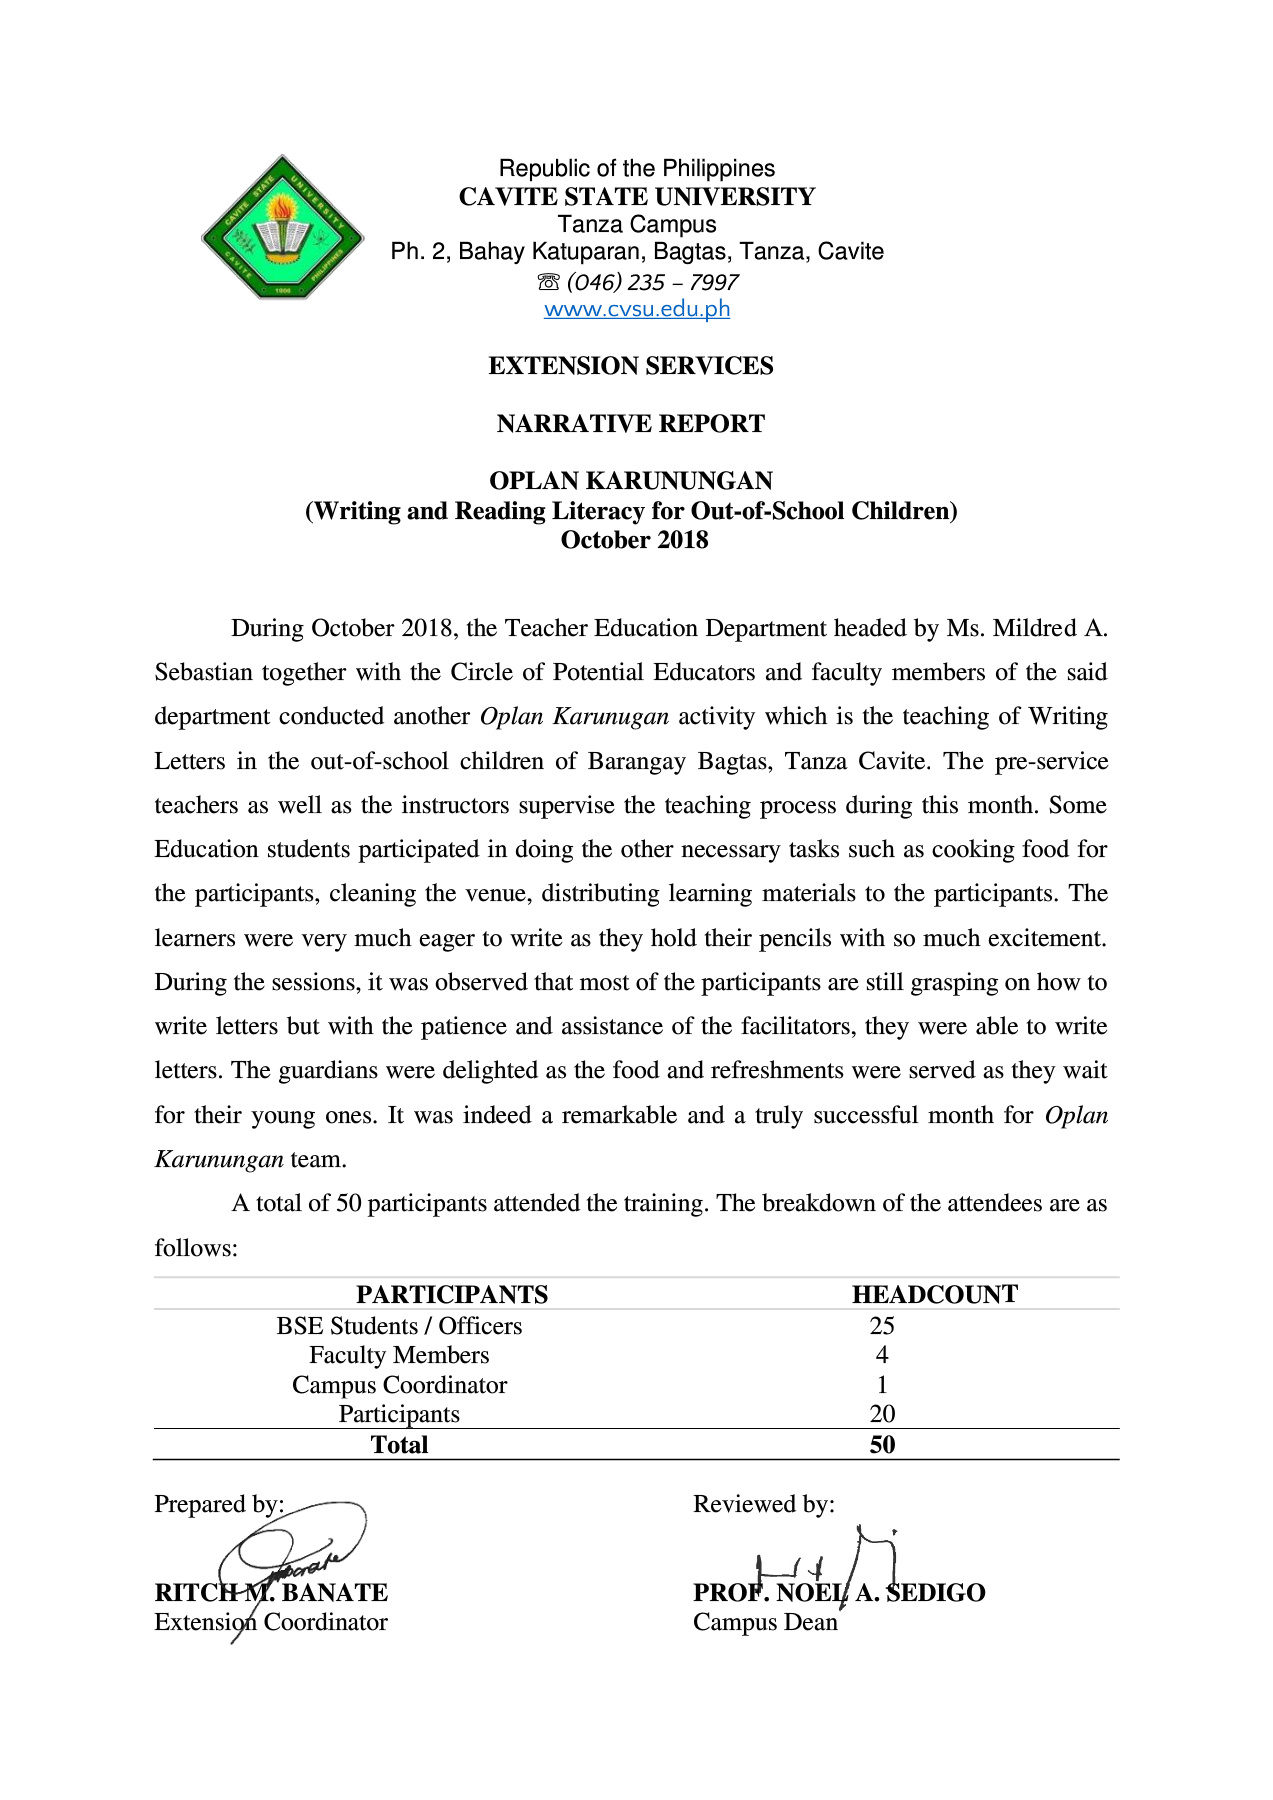 Republic of the Philippines
CAVITE STATE UNIVERSITY
Tanza Campus
Ph. 2, Bahay Katuparan, Bagtas, Tanza, Cavite
☏ (046) 235 – 7997
www.cvsu.edu.ph
CAVITE STATE UNIVERSITY
CAVITE PHILIPPINES
1906
EXTENSION SERVICES
NARRATIVE REPORT
OPLAN KARUNUNGAN
(Writing and Reading Literacy for Out-of-School Children)
October 2018
During October 2018, the Teacher Education Department headed by Ms. Mildred A.
Sebastian together with the Circle of Potential Educators and faculty members of the said
department conducted another Oplan Karunugan activity which is the teaching of Writing
Letters in the out-of-school children of Barangay Bagtas, Tanza Cavite. The pre-service
teachers as well as the instructors supervise the teaching process during this month. Some
Education students participated in doing the other necessary tasks such as cooking food for
the participants, cleaning the venue, distributing learning materials to the participants. The
learners were very much eager to write as they hold their pencils with so much excitement.
During the sessions, it was observed that most of the participants are still grasping on how to
write letters but with the patience and assistance of the facilitators, they were able to write
letters. The guardians were delighted as the food and refreshments were served as they wait
for their young ones. It was indeed a remarkable and a truly successful month for Oplan
Karunungan team.
A total of 50 participants attended the training. The breakdown of the attendees are as
follows:
PARTICIPANTS HEADCOUNT
BSE Students / Officers 25
Faculty Members 4
Campus Coordinator 1
Participants 20
Total 50
Prepared by: Reviewed by:
RITCH M. BANATE PROF. NOEL A. SEDIGO
Extension Coordinator Campus Dean